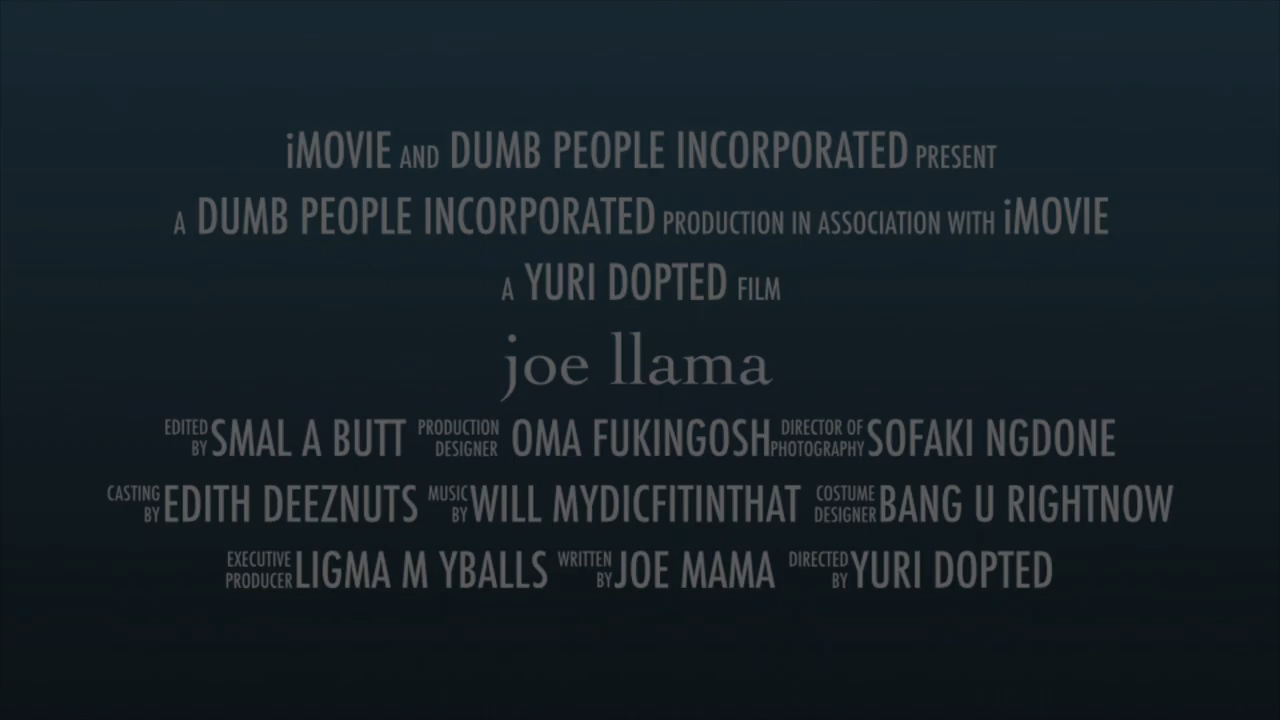 iMOVIE AND DUMB PEOPLE INCORPORATED PRESENT
A DUMB PEOPLE INCORPORATED PRODUCTION IN ASSOCIATION WITH iMOVIE
A YURI DOPTED FILM
joe llama
EDITED BY SMAL A BUTT PRODUCTION DESIGNER OMA FUKINGOSH DIRECTOR OF PHOTOGRAPHY SOFAKI NGDONE
CASTING BY EDITH DEEZNUTS MUSIC BY WILL MYDICFITINTHAT COSTUME DESIGNER BANG U RIGHTNOW
EXECUTIVE PRODUCER LIGMA M YBALLS WRITTEN BY JOE MAMA DIRECTED BY YURI DOPTED